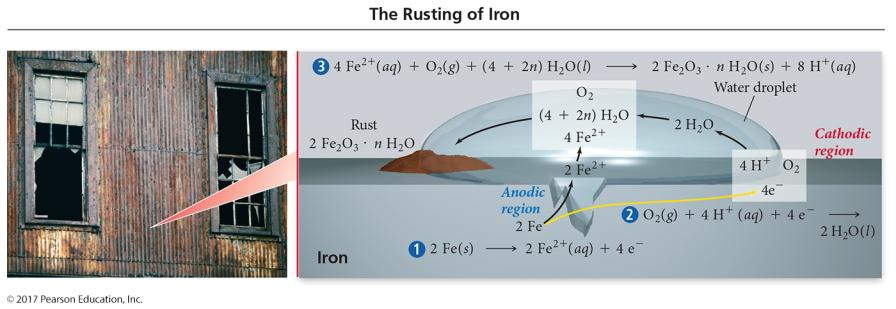 The Rusting of Iron
3 4 Fe²⁺(aq) + O₂(g) + (4 + 2n) H₂O(l) ⟶ 2 Fe₂O₃ · n H₂O(s) + 8 H⁺(aq)
Water droplet
O₂
(4 + 2n) H₂O
4 Fe²⁺
2 H₂O
Rust
2 Fe₂O₃ · n H₂O
Cathodic
region
2 Fe²⁺
4 H⁺ O₂
4e⁻
Anodic
region
2 Fe
2 O₂(g) + 4 H⁺(aq) + 4 e⁻ ⟶
2 H₂O(l)
1 2 Fe(s) ⟶ 2 Fe²⁺(aq) + 4 e⁻
Iron
© 2017 Pearson Education, Inc.